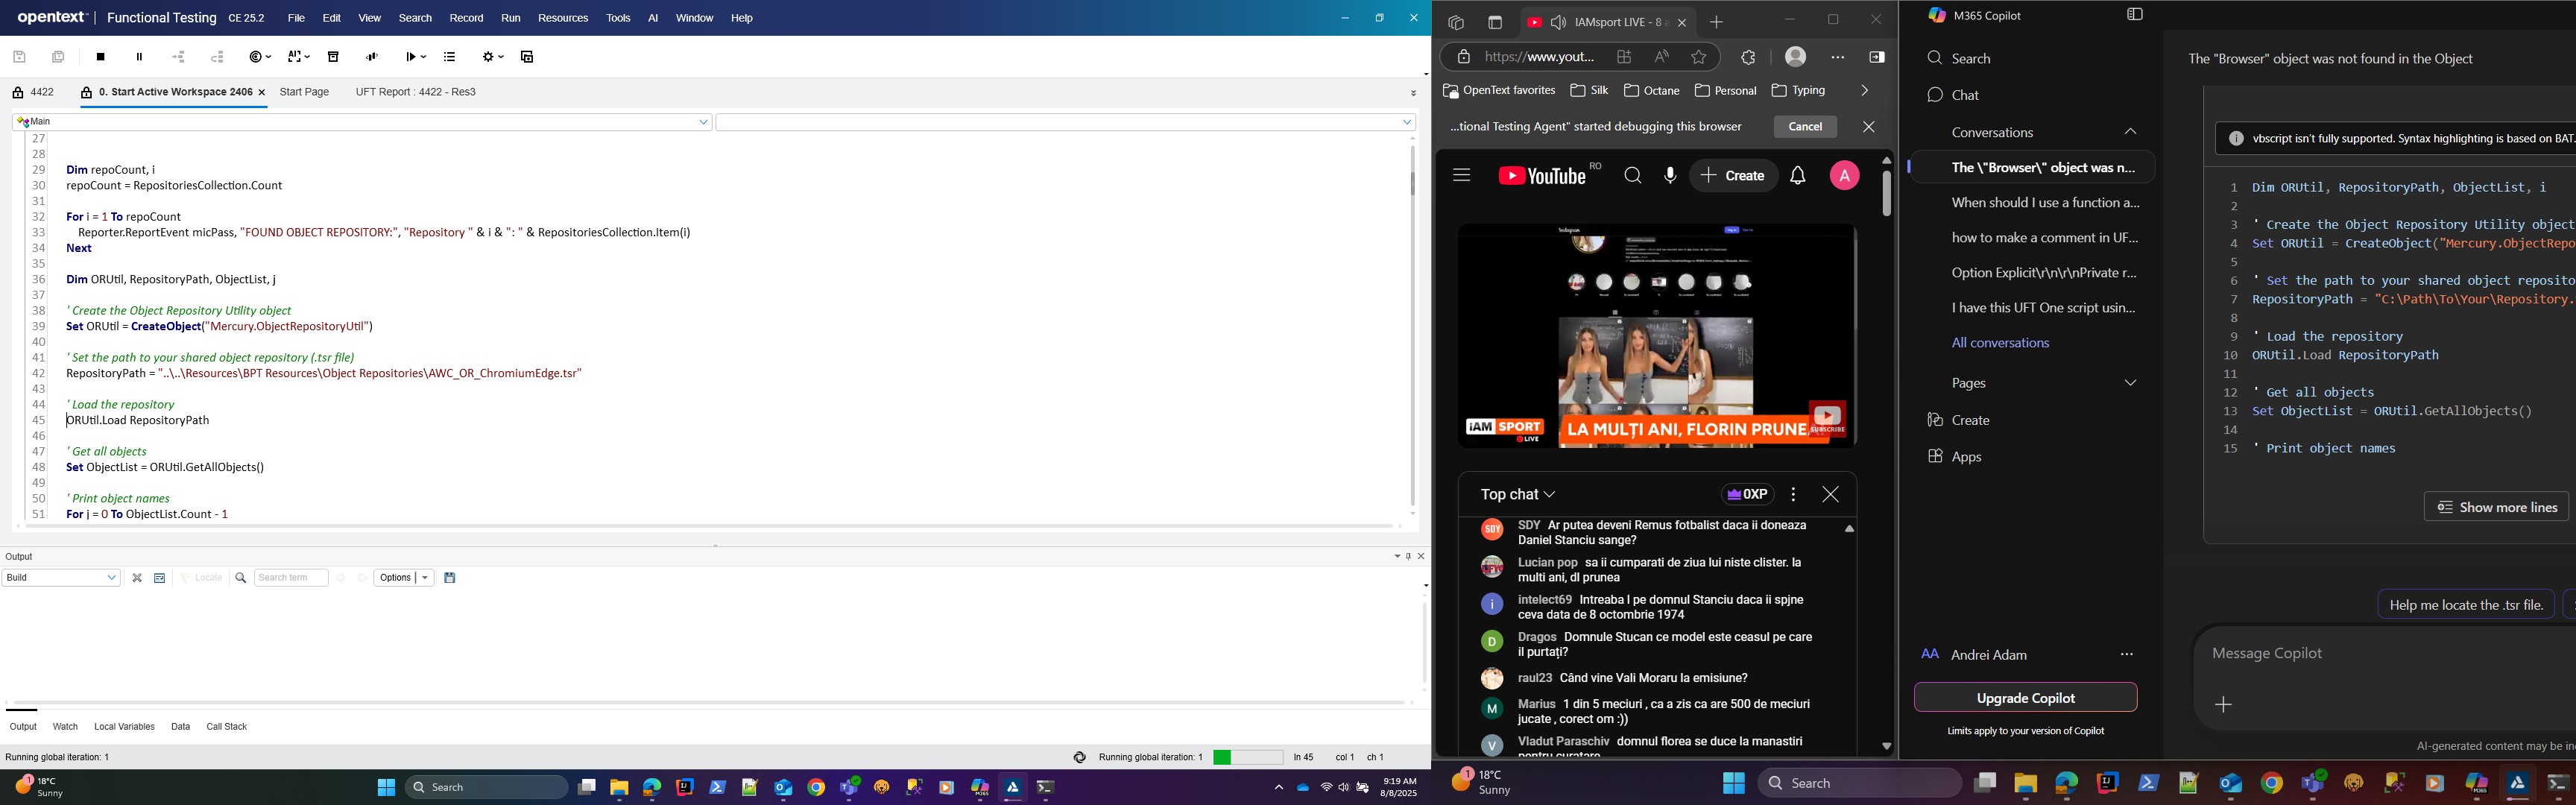 opentext | Functional Testing CE 25.2 File Edit View Search Record Run Resources Tools AI Window Help
4422 0. Start Active Workspace 2406 Start Page UFT Report : 4422 - Res3
Main
27
28
29 Dim repoCount, i
30 repoCount = RepositoriesCollection.Count
31
32 For i = 1 To repoCount
33 Reporter.ReportEvent micPass, "FOUND OBJECT REPOSITORY:", "Repository " & i & ": " & RepositoriesCollection.Item(i)
34 Next
35
36 Dim ORUtil, RepositoryPath, ObjectList, j
37
38 ' Create the Object Repository Utility object
39 Set ORUtil = CreateObject("Mercury.ObjectRepositoryUtil")
40
41 ' Set the path to your shared object repository (.tsr file)
42 RepositoryPath = "..\..\Resources\BPT Resources\Object Repositories\AWC_OR_ChromiumEdge.tsr"
43
44 ' Load the repository
45 ORUtil.Load RepositoryPath
46
47 ' Get all objects
48 Set ObjectList = ORUtil.GetAllObjects()
49
50 ' Print object names
51 For j = 0 To ObjectList.Count - 1
Output
Build Locate Search term Options
Output Watch Local Variables Data Call Stack
Running global iteration: 1 Running global iteration: 1 ln 45 col 1 ch 1
1 18°C
Sunny
Search
9:19 AM
8/8/2025
IAMsport LIVE - 8
https://www.yout...
OpenText favorites Silk Octane Personal Typing
...tional Testing Agent" started debugging this browser Cancel
YouTube RO Create A
Instagram
iAM SPORT
LIVE
LA MULȚI ANI, FLORIN PRUNE
SUBSCRIBE
Top chat 0XP
SDY SDY Ar putea deveni Remus fotbalist daca ii doneaza
Daniel Stanciu sange?
Lucian pop sa ii cumparati de ziua lui niste clister. la
multi ani, dl prunea
i intelect69 Intreaba l pe domnul Stanciu daca ii spjne
ceva data de 8 octombrie 1974
D Dragos Domnule Stucan ce model este ceasul pe care
il purtați?
raul23 Când vine Vali Moraru la emisiune?
M Marius 1 din 5 meciuri , ca a zis ca are 500 de meciuri
jucate , corect om :))
V Vladut Paraschiv domnul florea se duce la manastiri
pentru curatare
1 18°C
Sunny
Search
M365 Copilot
Search
Chat
Conversations
The \"Browser\" object was n...
When should I use a function a...
how to make a comment in UF...
Option Explicit\r\n\r\nPrivate r...
I have this UFT One script usin...
All conversations
Pages
Create
Apps
AA Andrei Adam
Upgrade Copilot
Limits apply to your version of Copilot
The "Browser" object was not found in the Object
vbscript isn't fully supported. Syntax highlighting is based on BAT.
1 Dim ORUtil, RepositoryPath, ObjectList, i
2
3 ' Create the Object Repository Utility object
4 Set ORUtil = CreateObject("Mercury.ObjectRepo
5
6 ' Set the path to your shared object reposito
7 RepositoryPath = "C:\Path\To\Your\Repository.
8
9 ' Load the repository
10 ORUtil.Load RepositoryPath
11
12 ' Get all objects
13 Set ObjectList = ORUtil.GetAllObjects()
14
15 ' Print object names
Show more lines
Help me locate the .tsr file.
Message Copilot
AI-generated content may be in